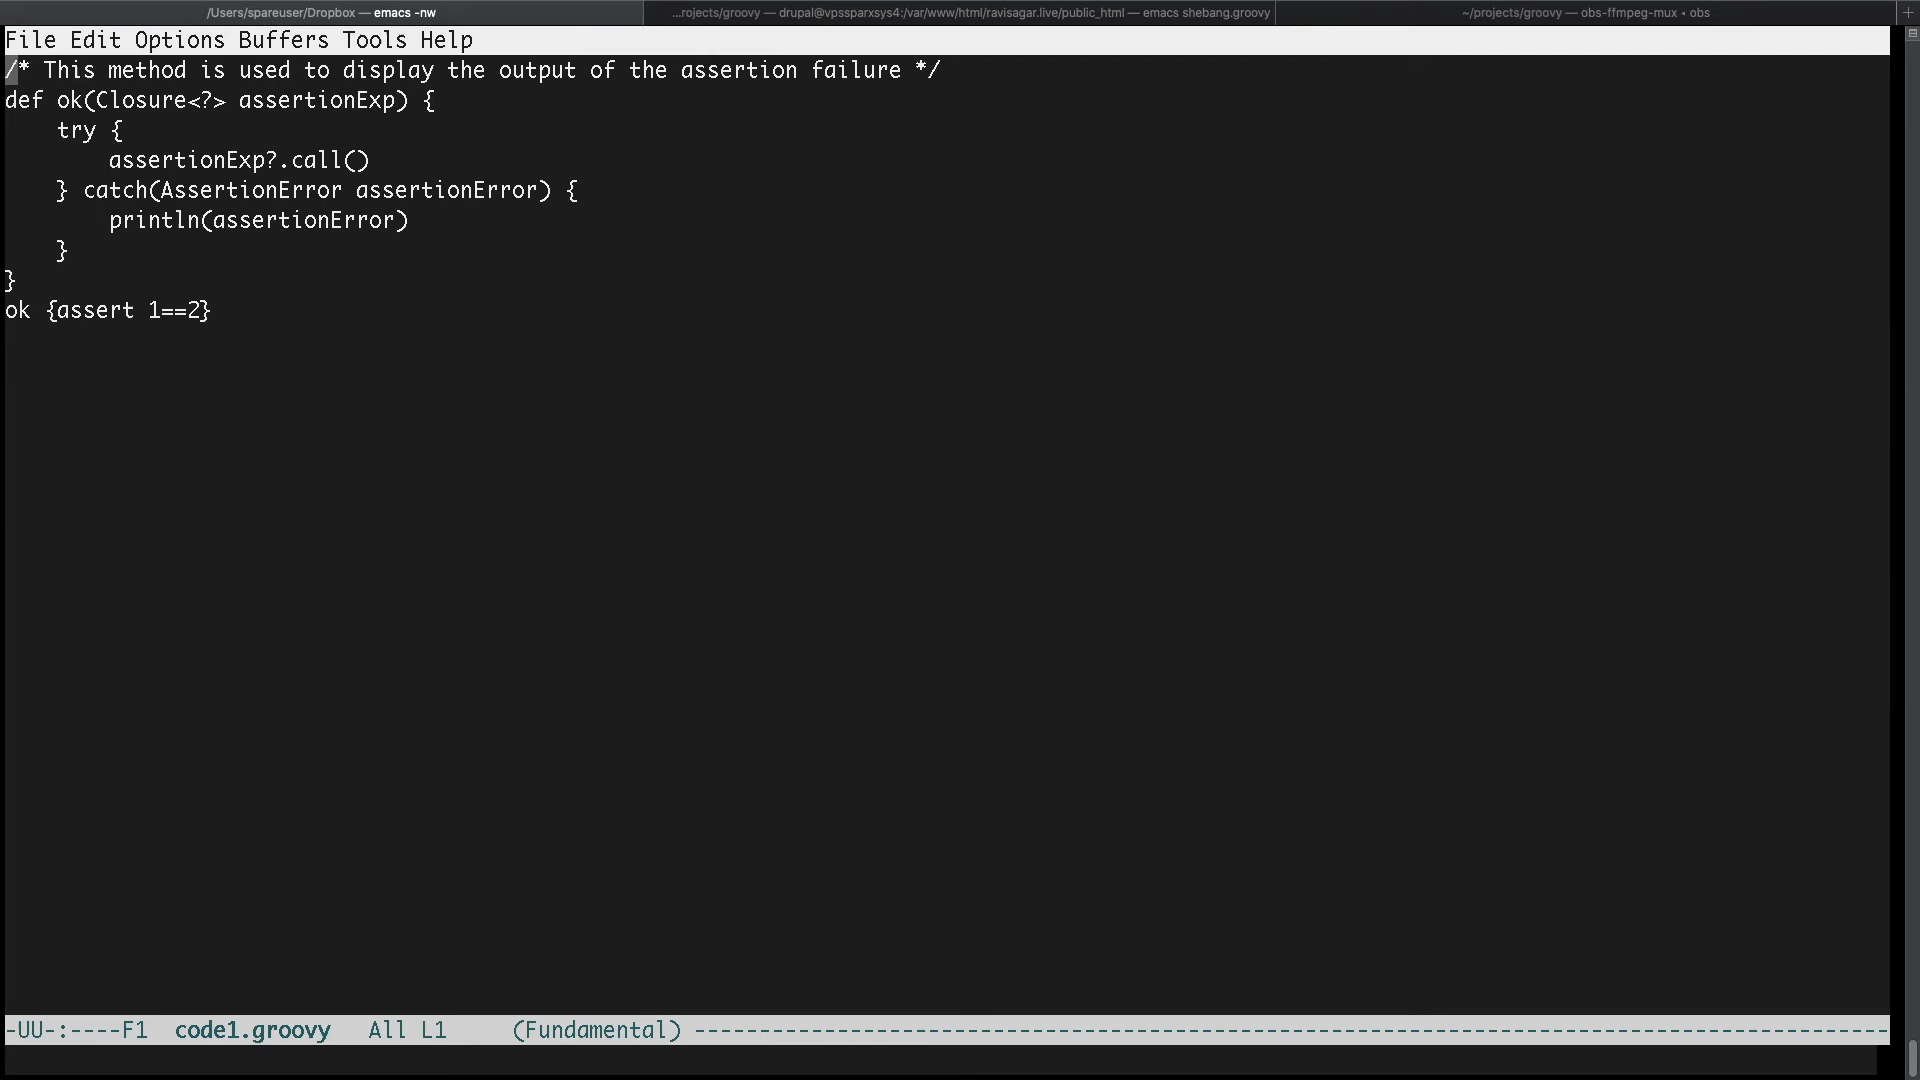 /Users/spareuser/Dropbox — emacs -nw
...rojects/groovy — drupal@vpssparxsys4:/var/www/html/ravisagar.live/public_html — emacs shebang.groovy
~/projects/groovy — obs-ffmpeg-mux ◂ obs
+
File Edit Options Buffers Tools Help
/* This method is used to display the output of the assertion failure */
def ok(Closure<?> assertionExp) {
    try {
        assertionExp?.call()
    } catch(AssertionError assertionError) {
        println(assertionError)
    }
}
ok {assert 1==2}
-UU-:----F1  code1.groovy   All L1     (Fundamental) --------------------------------------------------------------------------------------------